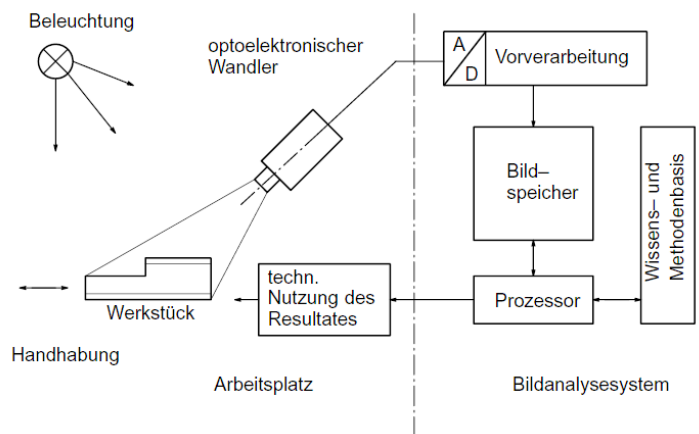 Beleuchtung
optoelektronischer
Wandler
A
D
Vorverarbeitung
Bild–
speicher
Wissens– und
Methodenbasis
Werkstück
techn.
Nutzung des
Resultates
Prozessor
Handhabung
Arbeitsplatz
Bildanalysesystem